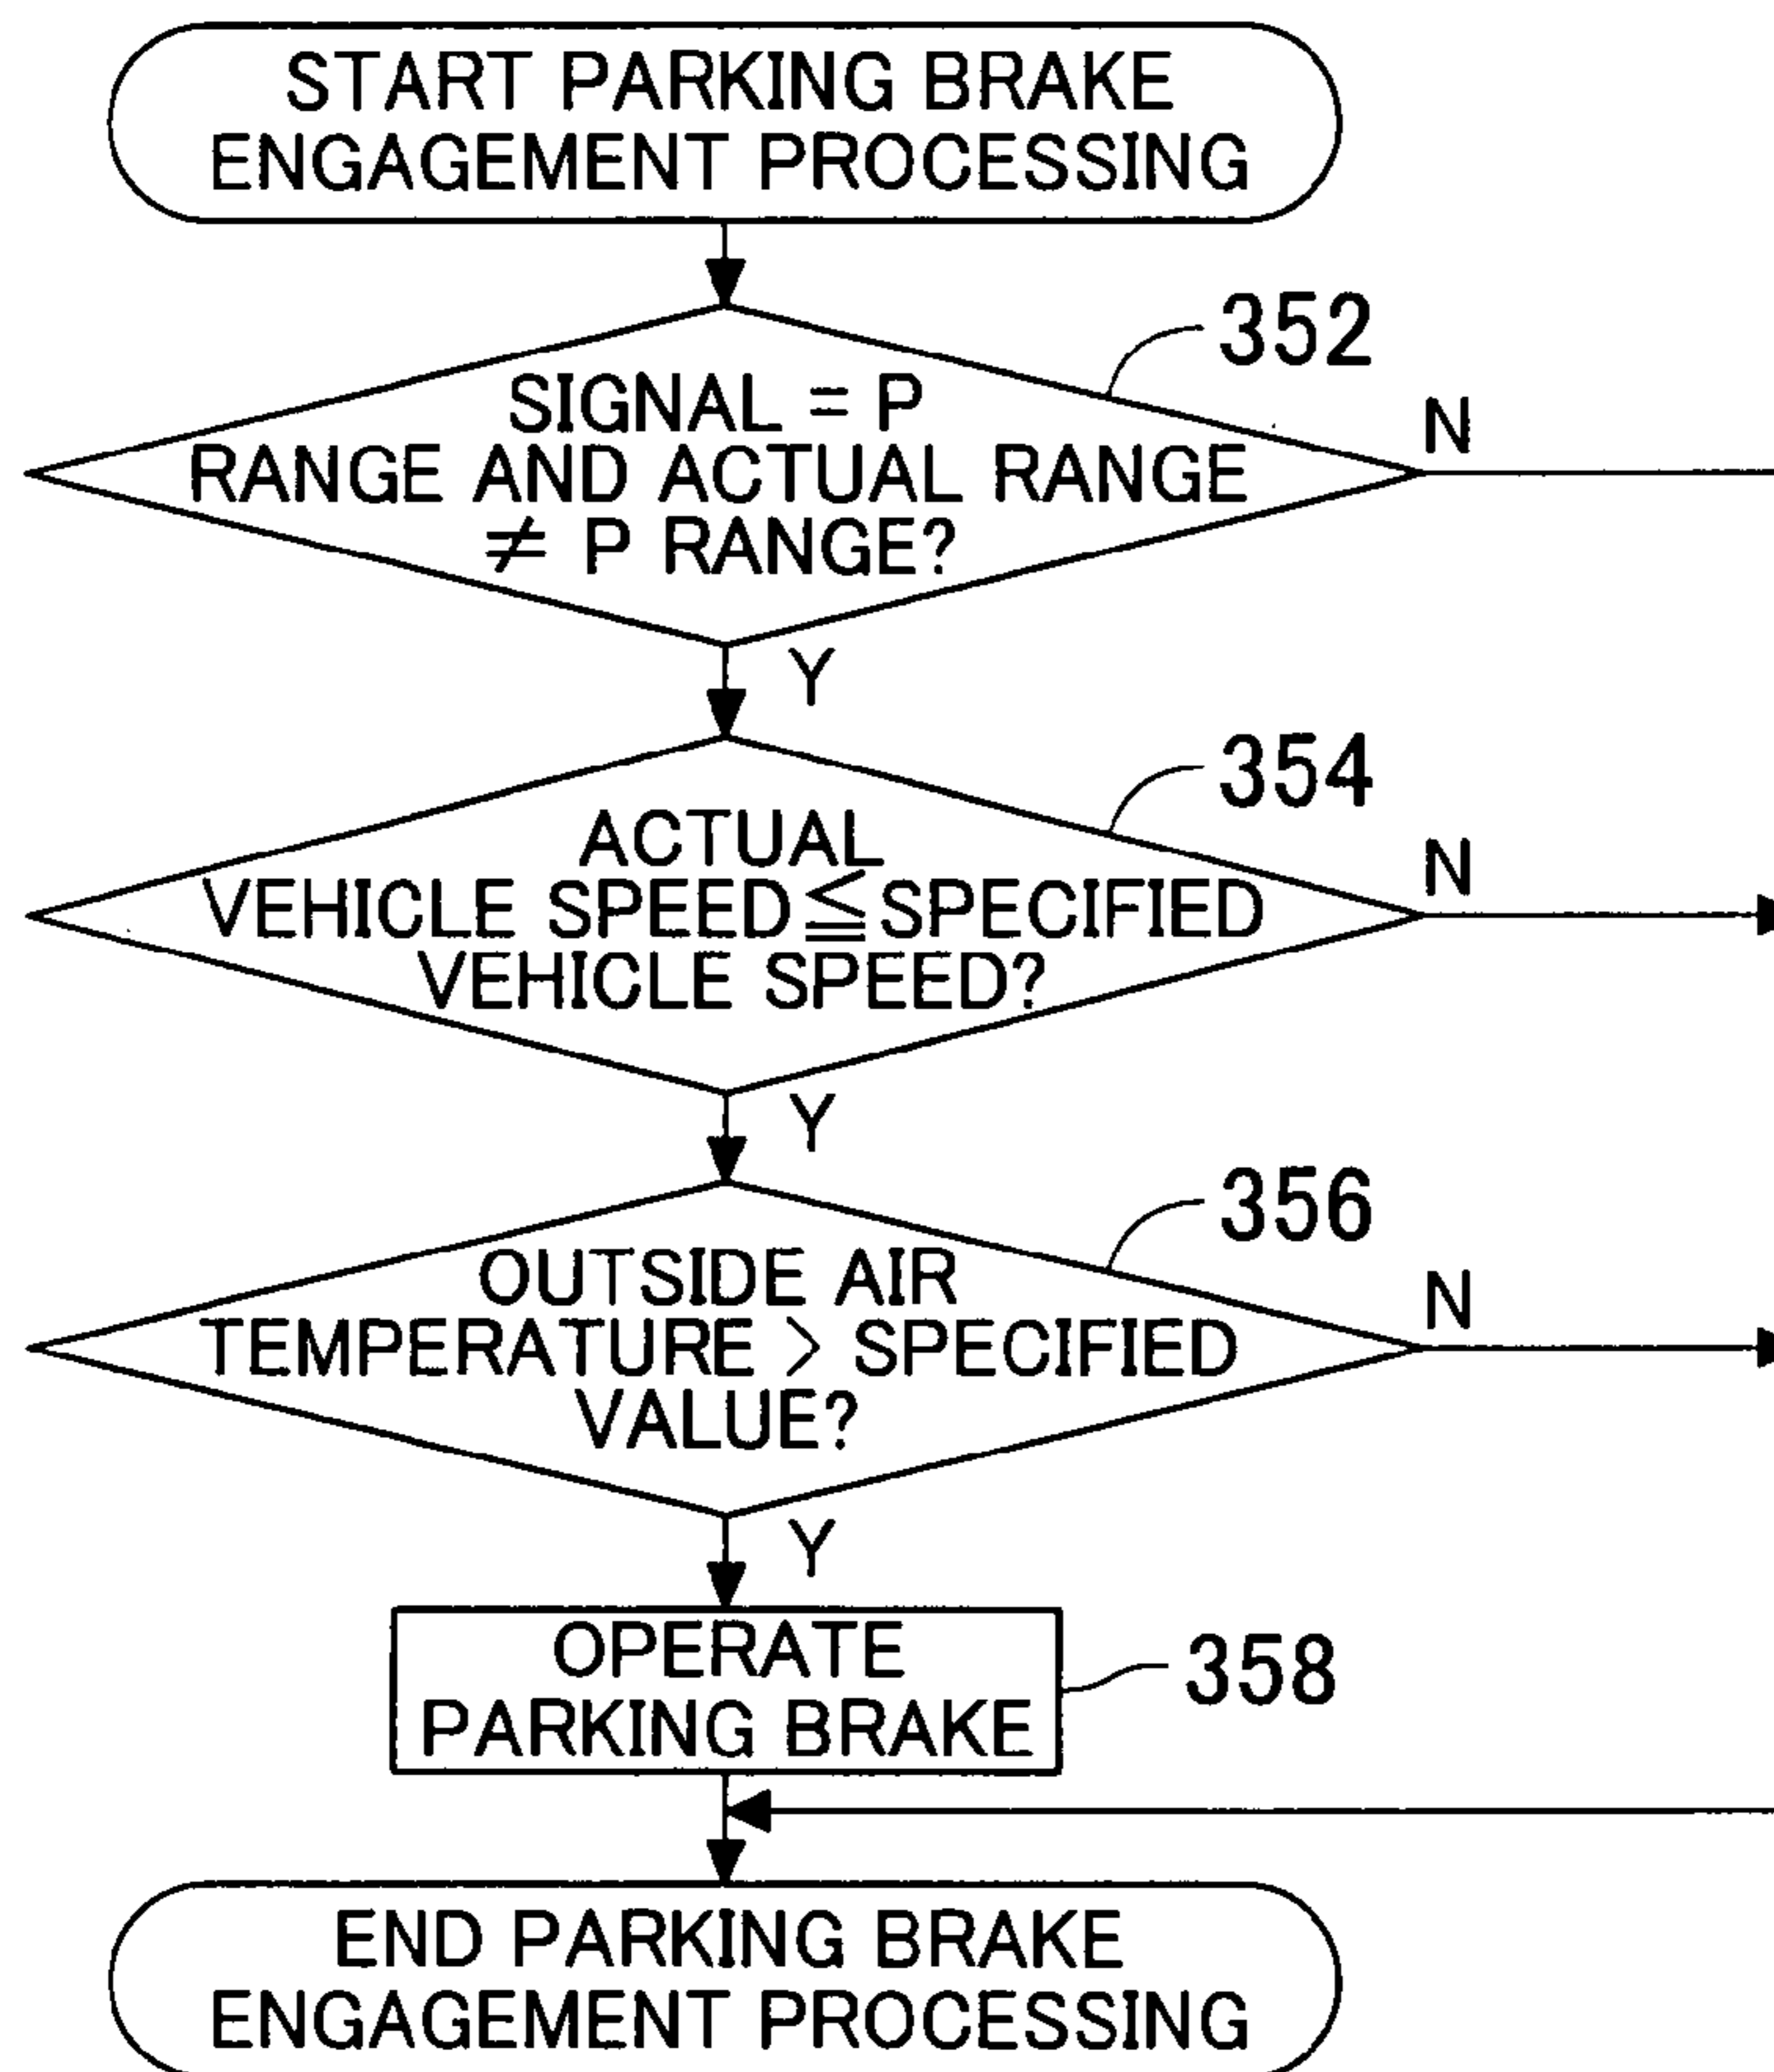 START PARKING BRAKE
ENGAGEMENT PROCESSING
352
SIGNAL = P
RANGE AND ACTUAL RANGE
≠ P RANGE?
N
Y
354
ACTUAL
VEHICLE SPEED ≦ SPECIFIED
VEHICLE SPEED?
N
Y
356
OUTSIDE AIR
TEMPERATURE > SPECIFIED
VALUE?
N
Y
OPERATE
PARKING BRAKE
358
END PARKING BRAKE
ENGAGEMENT PROCESSING